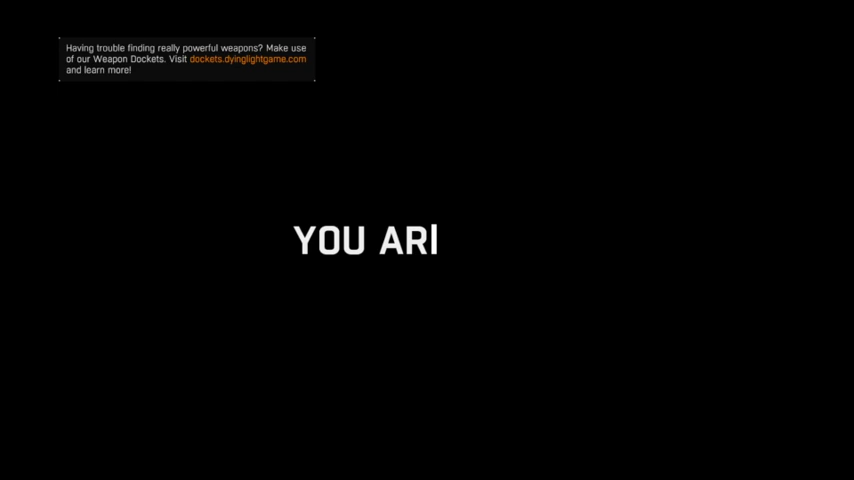 Having trouble finding really powerful weapons? Make use
of our Weapon Dockets. Visit dockets.dyinglightgame.com
and learn more!
YOU AR